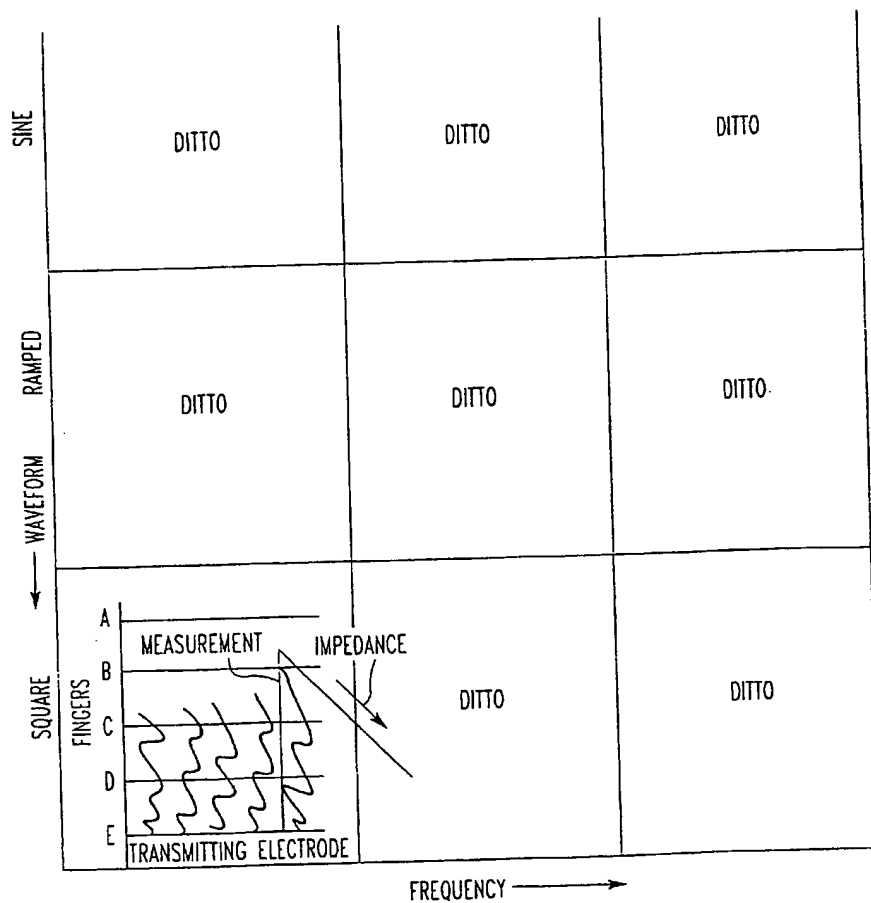 SINE
DITTO
DITTO
DITTO
RAMPED
DITTO
DITTO
DITTO
WAVEFORM
SQUARE
FINGERS
A
B
C
D
E
MEASUREMENT
IMPEDANCE
TRANSMITTING ELECTRODE
DITTO
DITTO
FREQUENCY